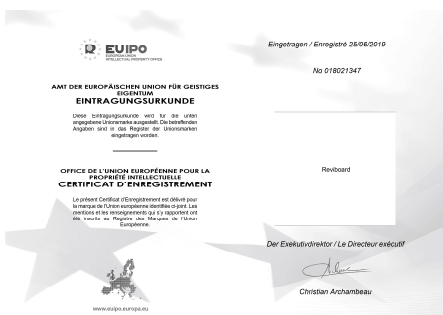 EUIPO
EUROPEAN UNION
INTELLECTUAL PROPERTY OFFICE
AMT DER EUROPÄISCHEN UNION FÜR GEISTIGES
EIGENTUM
EINTRAGUNGSURKUNDE
Diese Eintragungsurkunde wird für die unten
angegebene Unionsmarke ausgestellt. Die betreffenden
Angaben sind in das Register der Unionsmarken
eingetragen worden.
OFFICE DE L'UNION EUROPÉENNE POUR LA
PROPRIÉTÉ INTELLECTUELLE
CERTIFICAT D'ENREGISTREMENT
Le présent Certificat d'Enregistrement est délivré pour
la marque de l'Union européenne identifiée ci-joint. Les
mentions et les renseignements qui s'y rapportent ont
été inscrits au Registre des Marques de l'Union
Européenne.
www.euipo.europa.eu
Eingetragen / Enregistré 25/06/2019
No 018021347
Reviboard
Der Exekutivdirektor / Le Directeur exécutif
Christian Archambeau